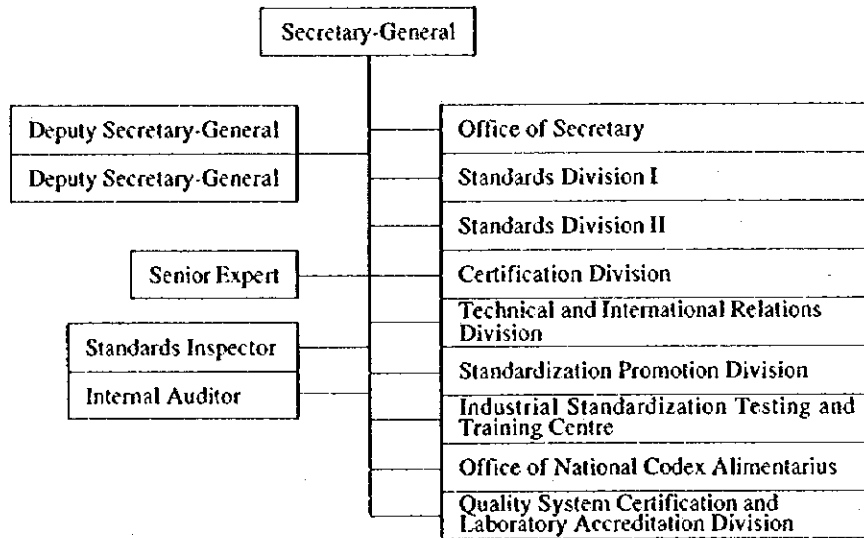 Secretary-General
Deputy Secretary-General
Deputy Secretary-General
Senior Expert
Standards Inspector
Internal Auditor
Office of Secretary
Standards Division I
Standards Division II
Certification Division
Technical and International Relations
Division
Standardization Promotion Division
Industrial Standardization Testing and
Training Centre
Office of National Codex Alimentarius
Quality System Certification and
Laboratory Accreditation Division